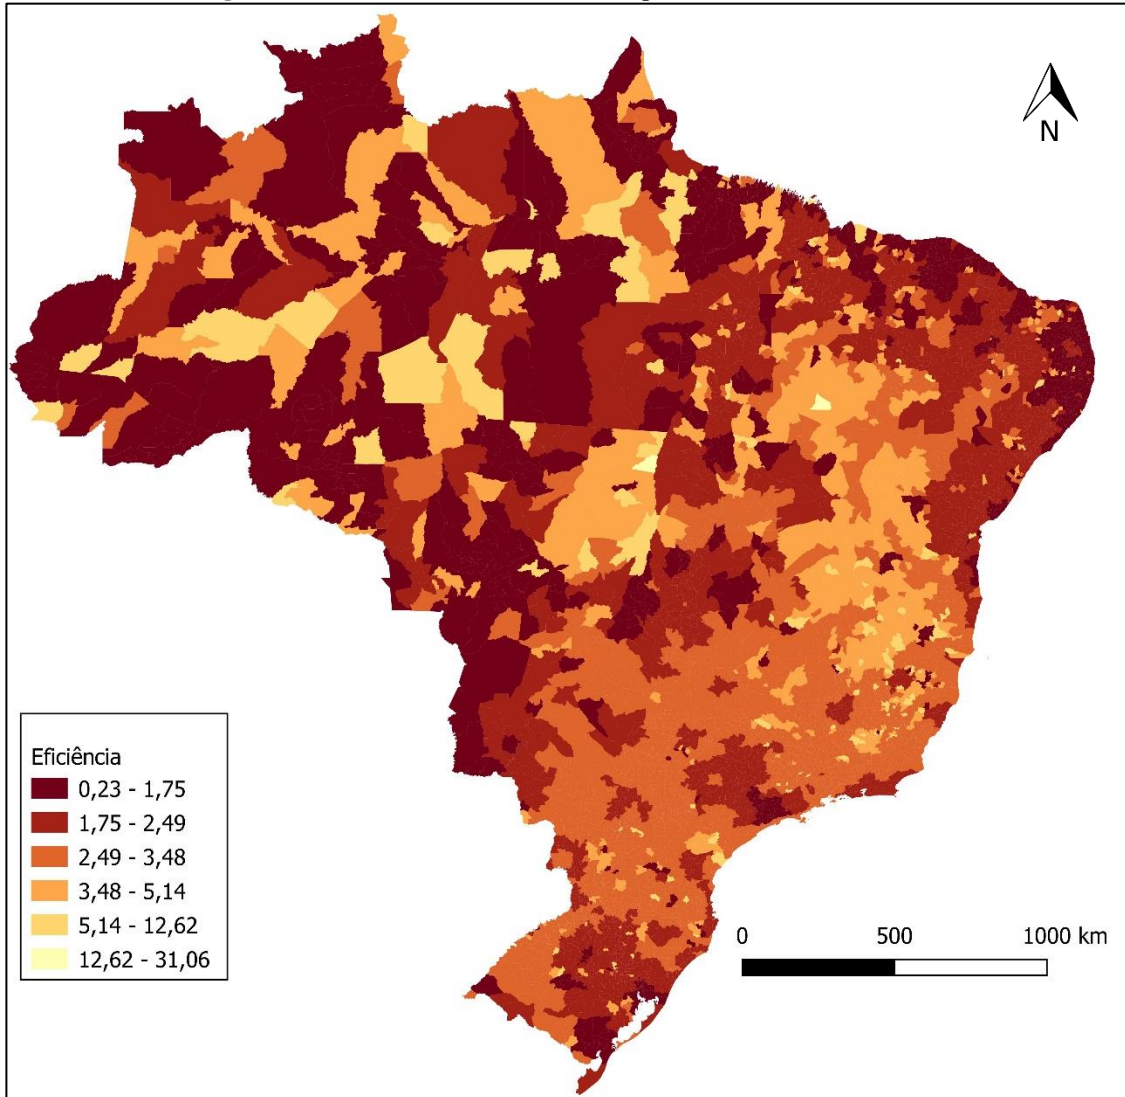 N
Eficiência
0,23 - 1,75
1,75 - 2,49
2,49 - 3,48
3,48 - 5,14
5,14 - 12,62
12,62 - 31,06
0 500 1000 km